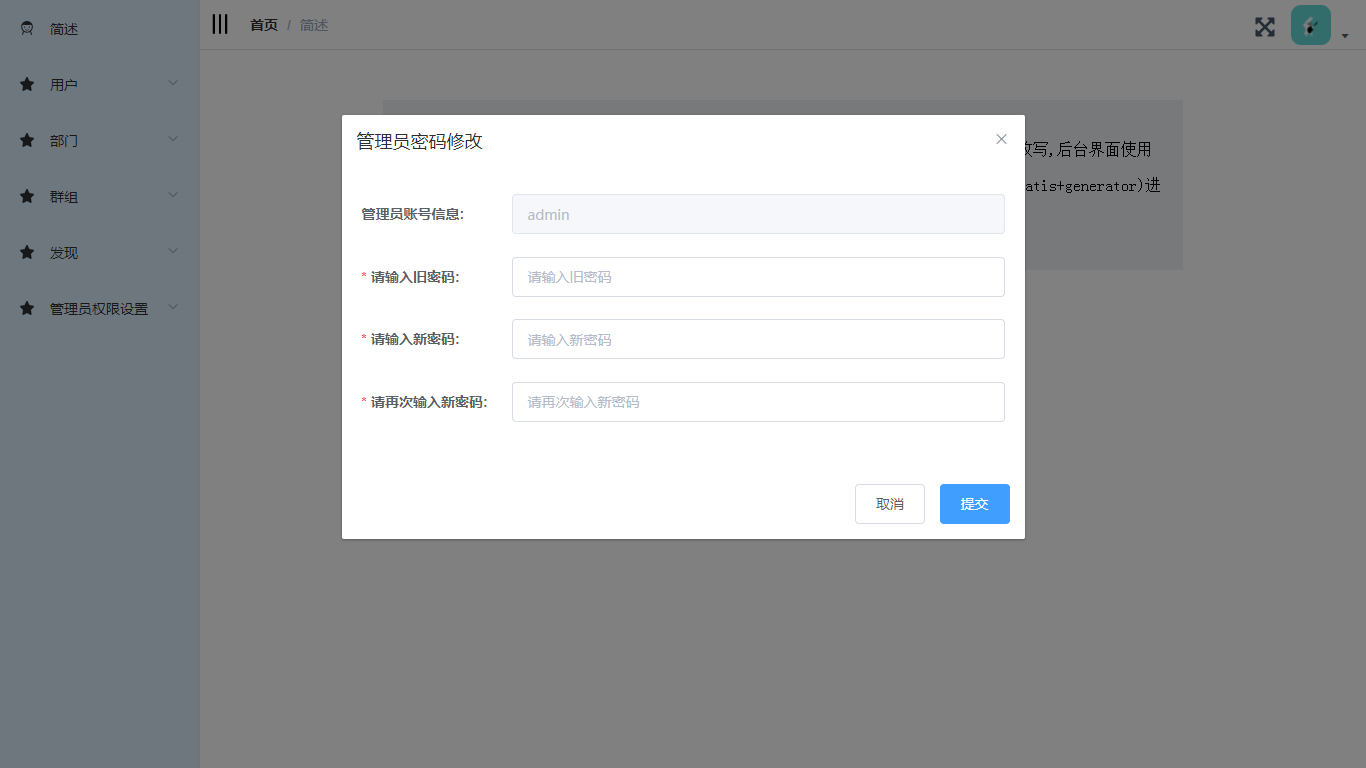 简述
用户
部门
群组
发现
管理员权限设置
首页 / 简述
改写,后台界面使用
atis+generator)进
管理员密码修改
管理员账号信息:
admin
* 请输入旧密码:
请输入旧密码
* 请输入新密码:
请输入新密码
* 请再次输入新密码:
请再次输入新密码
取消
提交